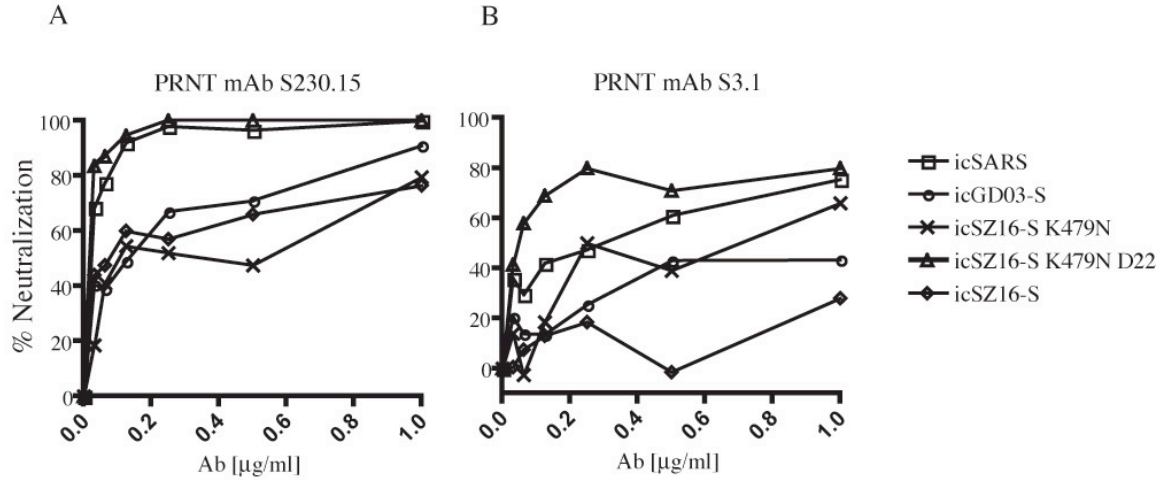 A
B
PRNT mAb S230.15
PRNT mAb S3.1
% Neutralization
100
80
60
40
20
0
0.0
0.2
0.4
0.6
0.8
1.0
Ab [μg/ml]
100
80
60
40
20
0
0.0
0.2
0.4
0.6
0.8
1.0
Ab [μg/ml]
icSARS
icGD03-S
icSZ16-S K479N
icSZ16-S K479N D22
icSZ16-S